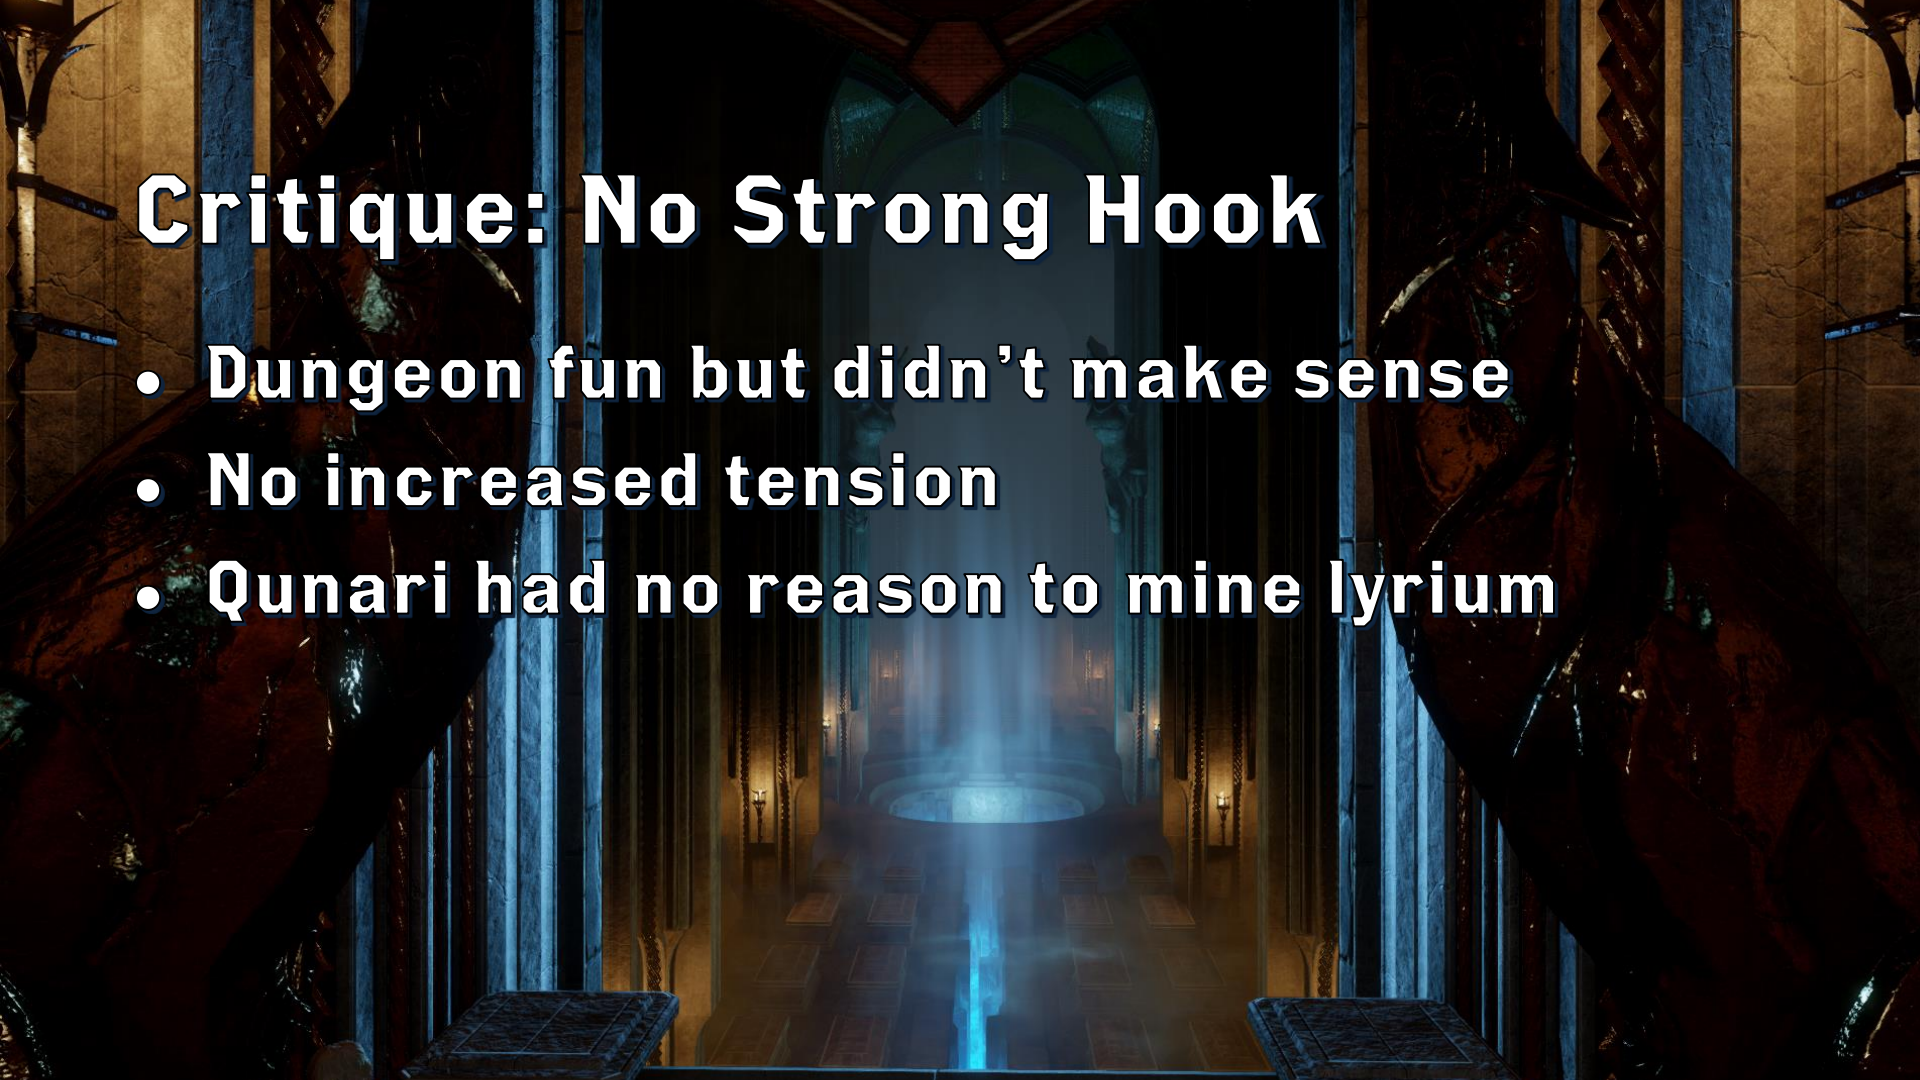 Critique: No Strong Hook
• Dungeon fun but didn’t make sense
• No increased tension
• Qunari had no reason to mine lyrium